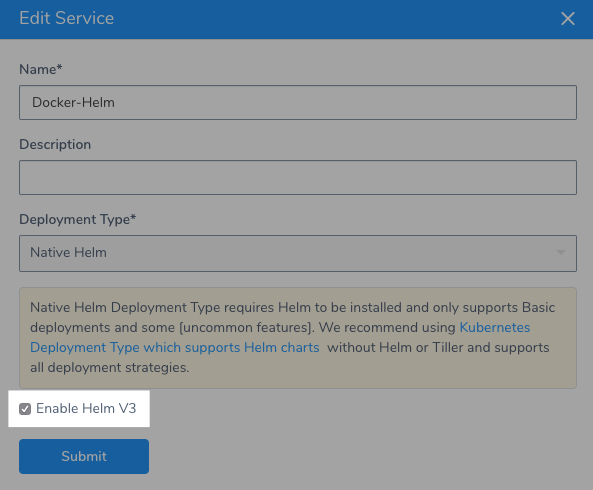 Edit Service
Name*
Docker-Helm
Description
Deployment Type*
Native Helm
Native Helm Deployment Type requires Helm to be installed and only supports Basic
deployments and some [uncommon features]. We recommend using Kubernetes
Deployment Type which supports Helm charts without Helm or Tiller and supports
all deployment strategies.
Enable Helm V3
Submit